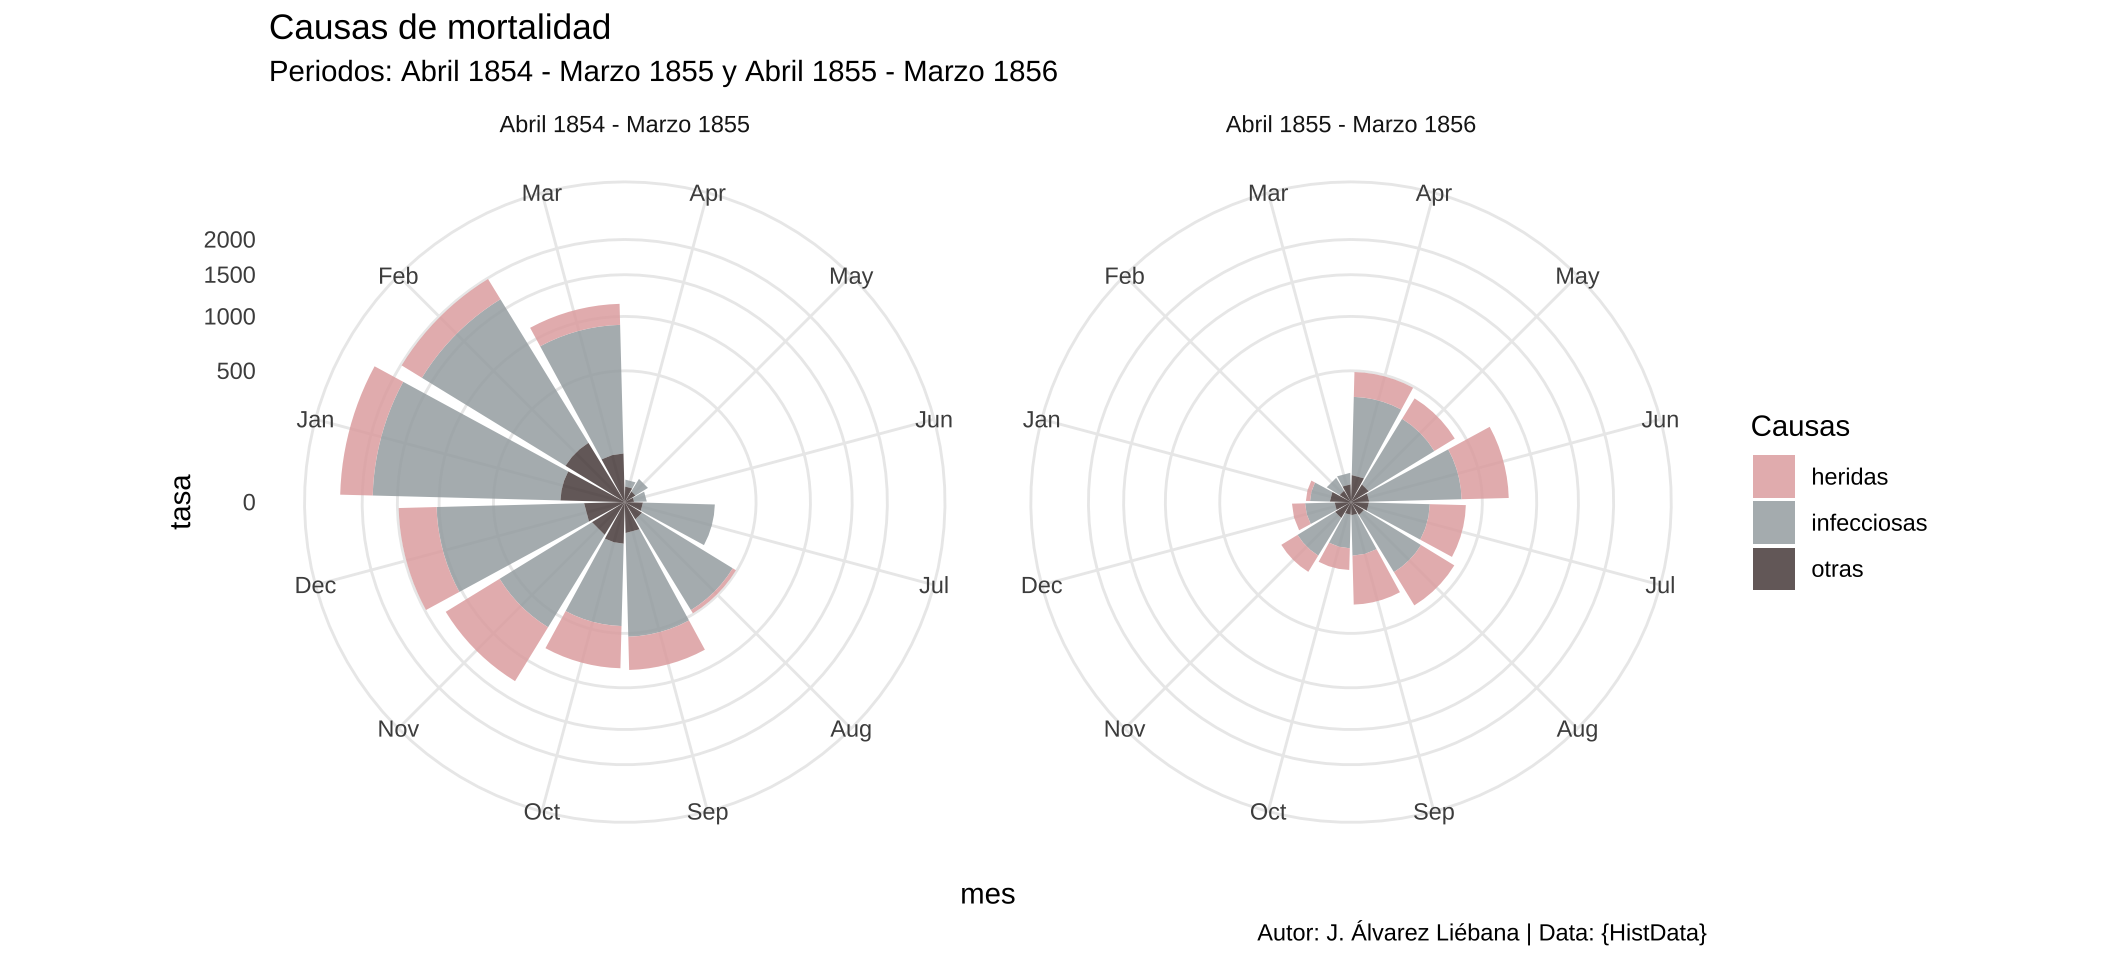 Causas de mortalidad
Periodos: Abril 1854 - Marzo 1855 y Abril 1855 - Marzo 1856
Abril 1854 - Marzo 1855
Mar
Apr
May
Jun
Jul
Aug
Sep
Oct
Nov
Dec
Jan
Feb
2000
1500
1000
500
0
tasa
Abril 1855 - Marzo 1856
Mar
Apr
May
Jun
Jul
Aug
Sep
Oct
Nov
Dec
Jan
Feb
Causas
heridas
infecciosas
otras
mes
Autor: J. Álvarez Liébana | Data: {HistData}